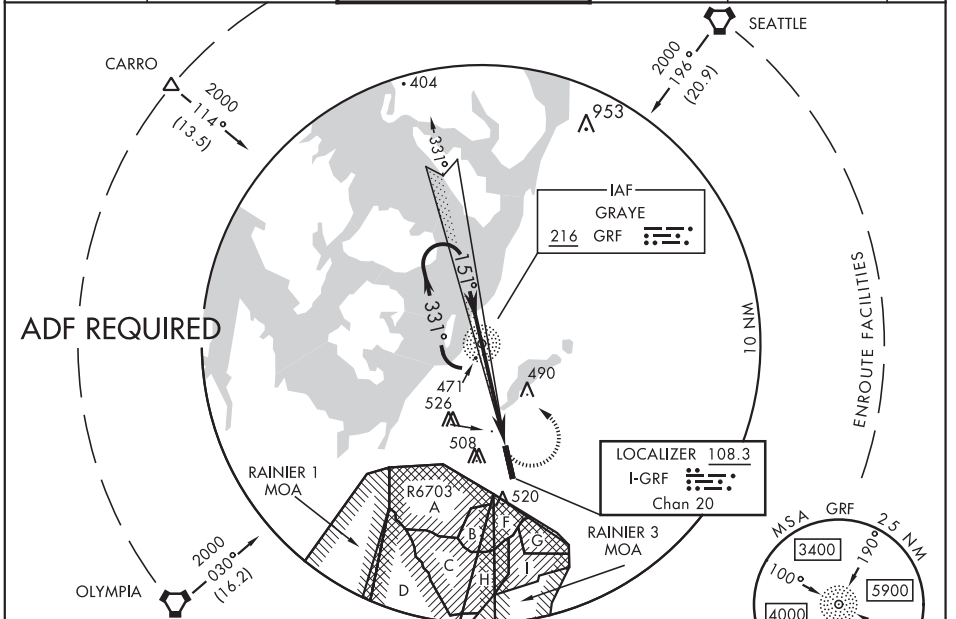 SEATTLE
CARRO
2000
196°
(20.9)
2000
114°
(13.5)
404
953
331°
IAF
GRAYE
216 GRF
151°
331°
ENROUTE FACILITIES
10 NM
ADF REQUIRED
471
490
526
508
LOCALIZER 108.3
I-GRF
Chan 20
RAINIER 1
MOA
R6703
A
520
F
B
G
RAINIER 3
MOA
C
H
I
D
2000
030°
(16.2)
OLYMPIA
MSA GRF 25 NM
3400
190°
100°
5900
4000